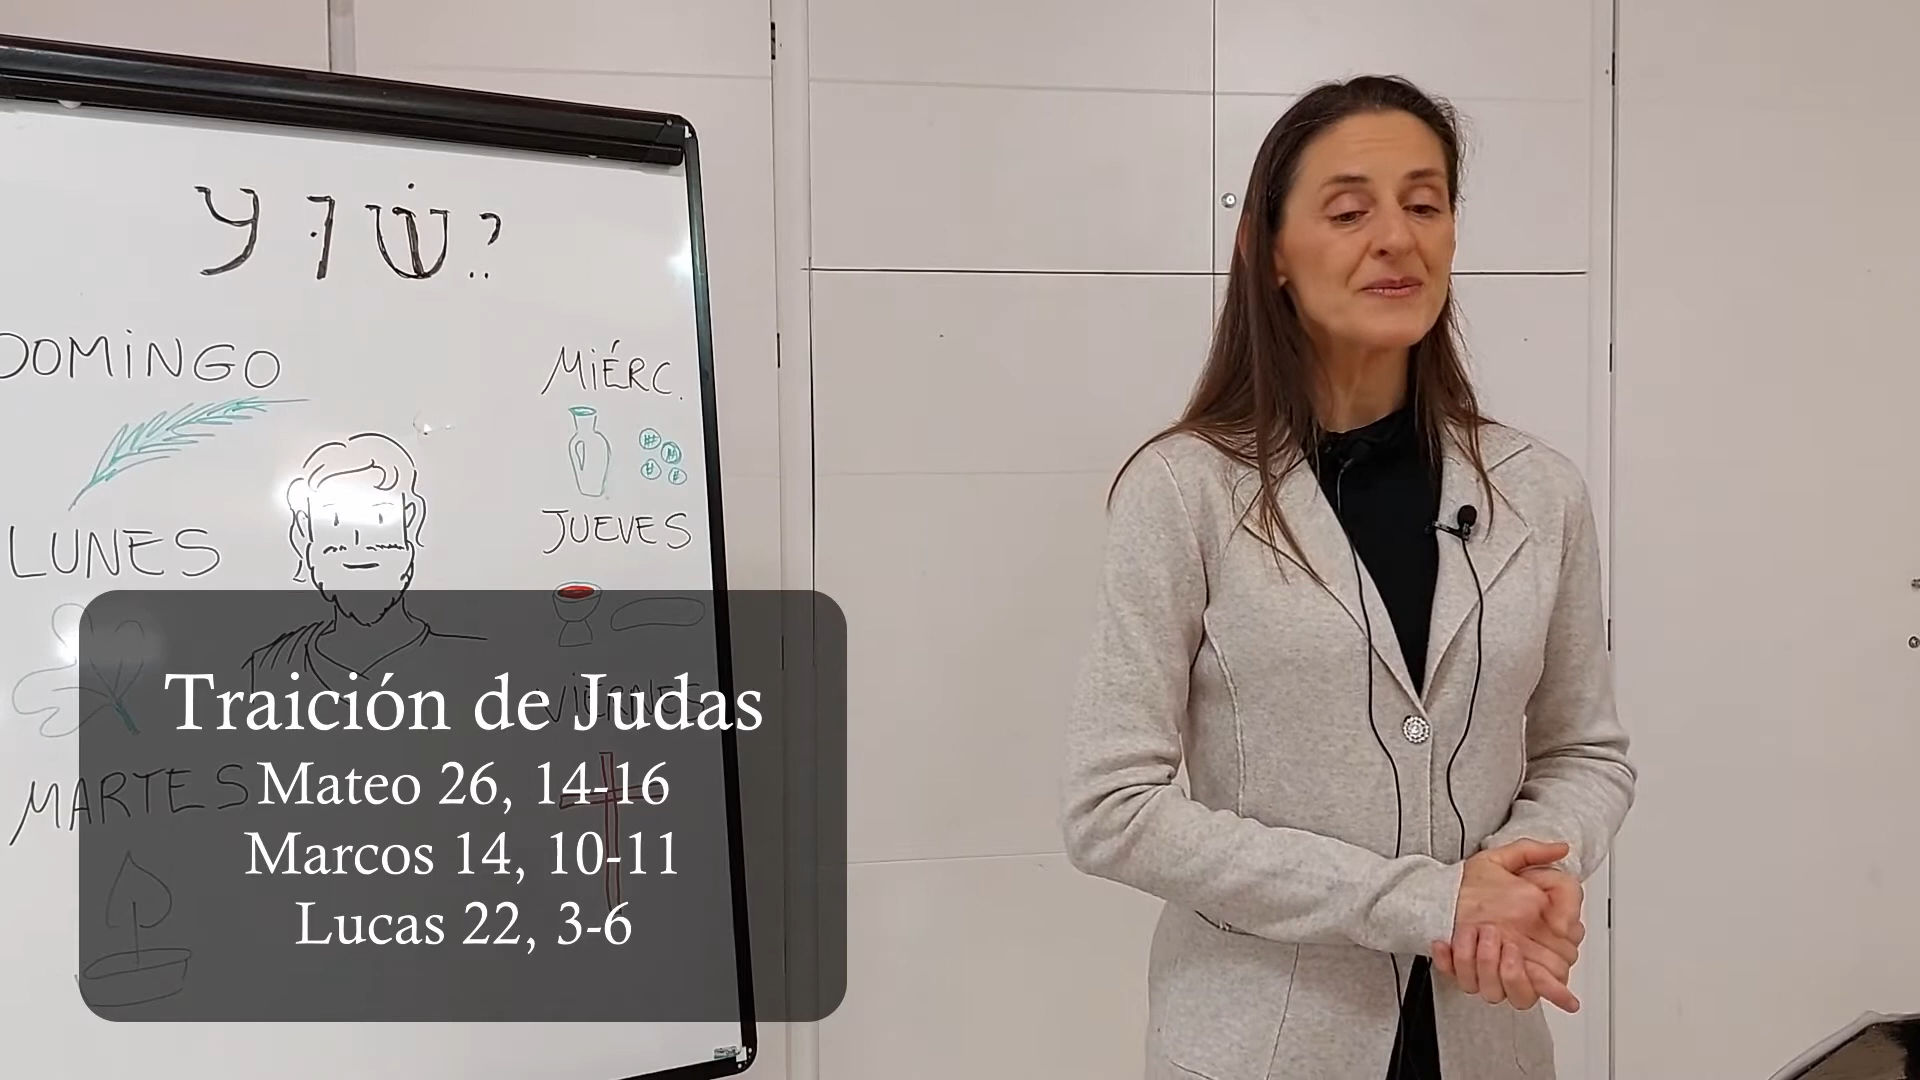 יֵשׁוּע
DOMINGO
MIÉRC.
LUNES
JUEVES
VIERNES
MARTES
Traición de Judas
Mateo 26, 14-16
Marcos 14, 10-11
Lucas 22, 3-6